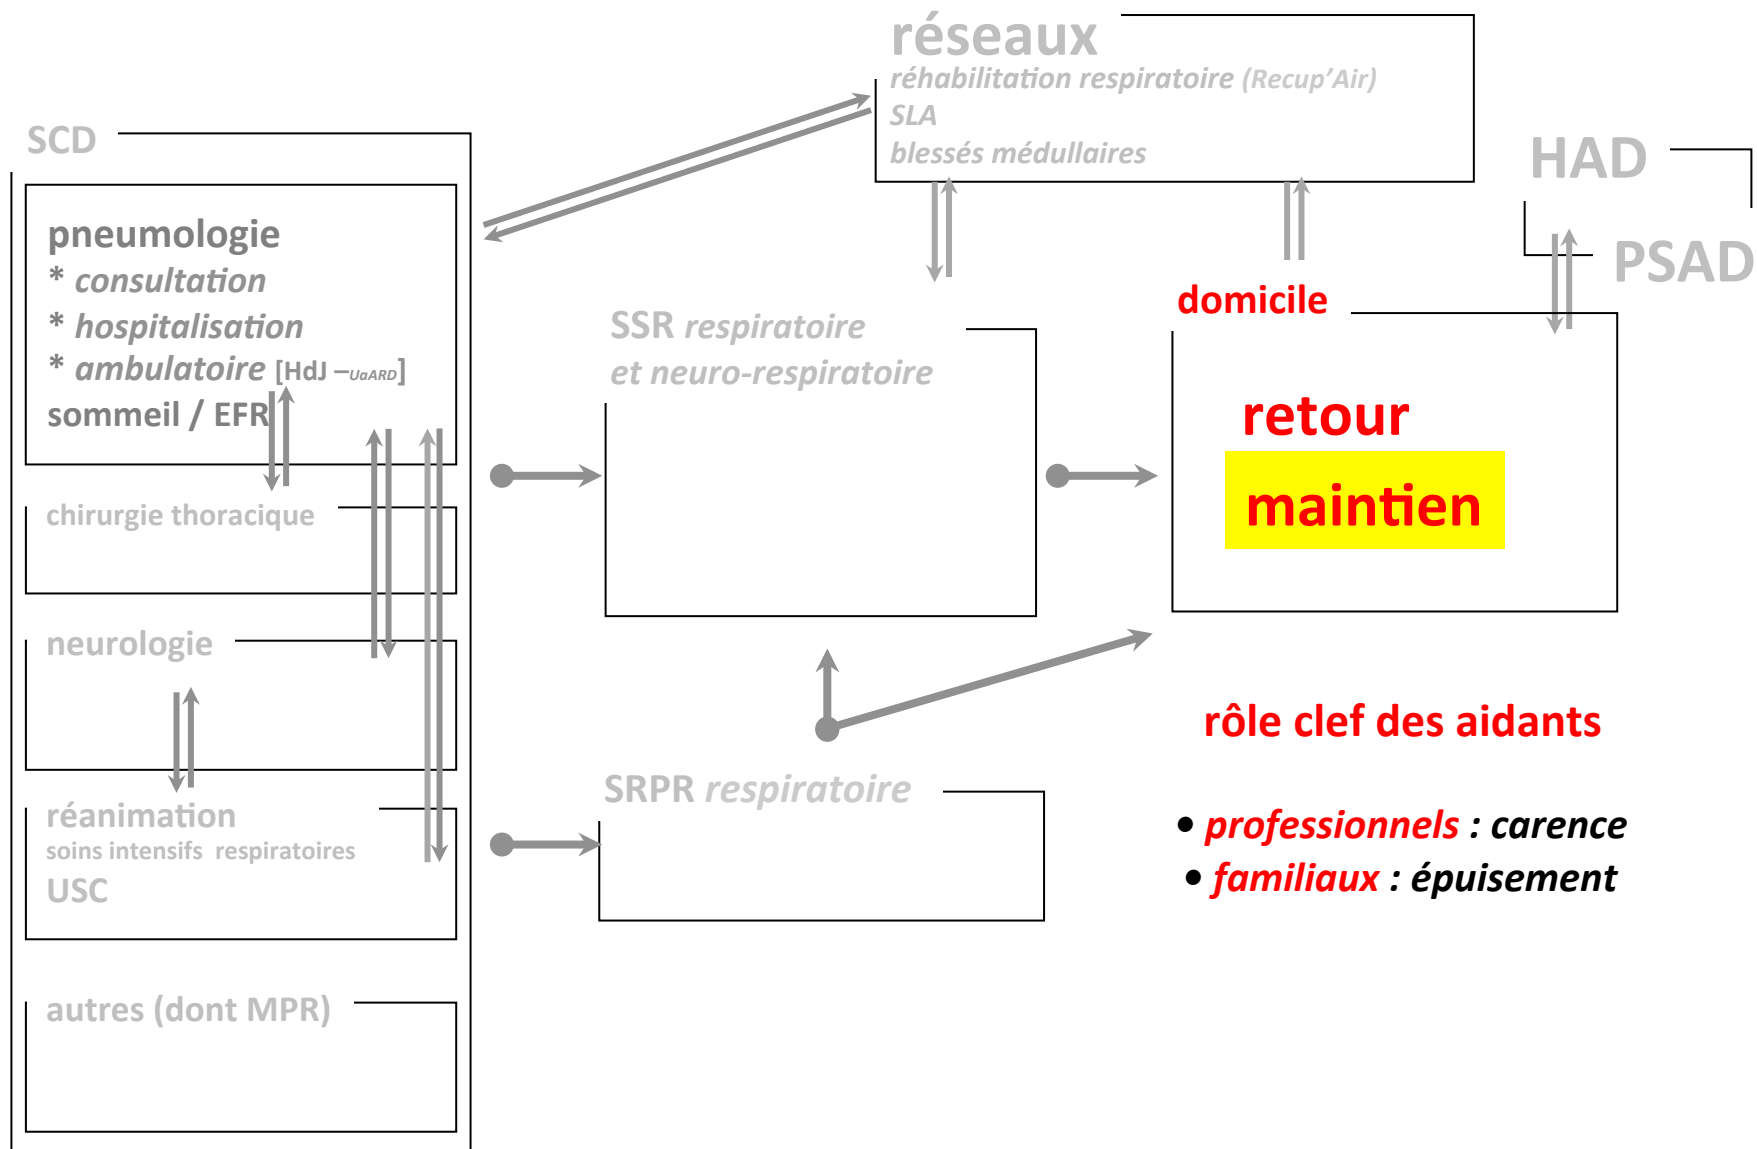 réseaux
réhabilitation respiratoire (Recup’Air)
SLA
blessés médullaires
SCD
pneumologie
* consultation
* hospitalisation
* ambulatoire [HdJ –UaARD]
sommeil / EFR
chirurgie thoracique
neurologie
réanimation
soins intensifs respiratoires
USC
autres (dont MPR)
SSR respiratoire
et neuro-respiratoire
SRPR respiratoire
HAD
PSAD
domicile
retour
maintien
rôle clef des aidants
• professionnels : carence
• familiaux : épuisement